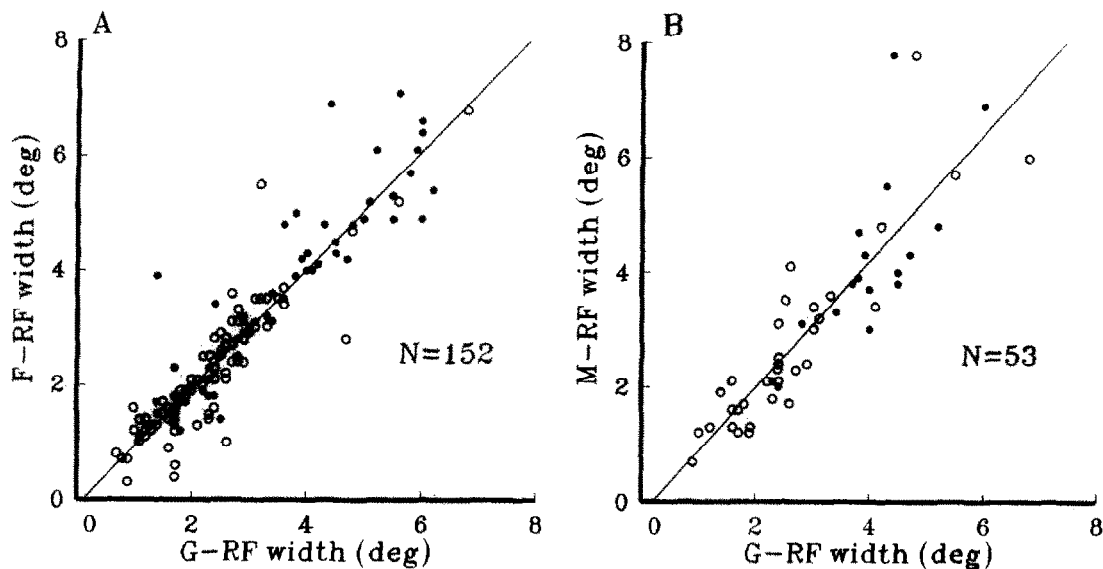 A
8
6
4
2
0
F-RF width (deg)
N=152
0 2 4 6 8
G-RF width (deg)
B
8
6
4
2
0
M-RF width (deg)
N=53
0 2 4 6 8
G-RF width (deg)